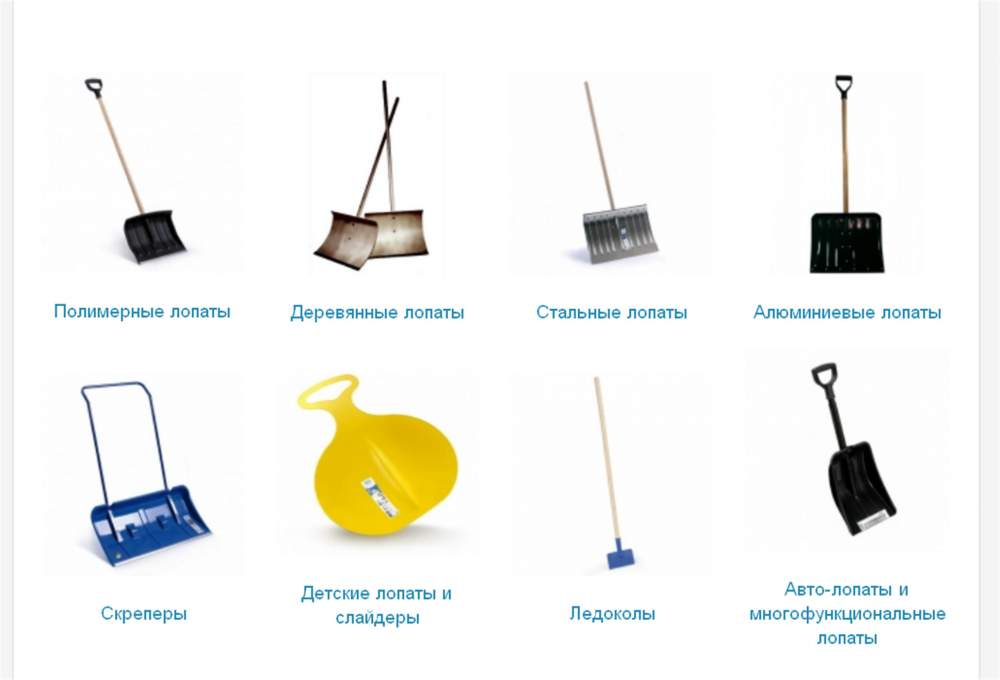 Полимерные лопаты
Деревянные лопаты
Стальные лопаты
Алюминиевые лопаты
Скреперы
Детские лопаты и
слайдеры
Ледоколы
Авто-лопаты и
многофункциональные
лопаты